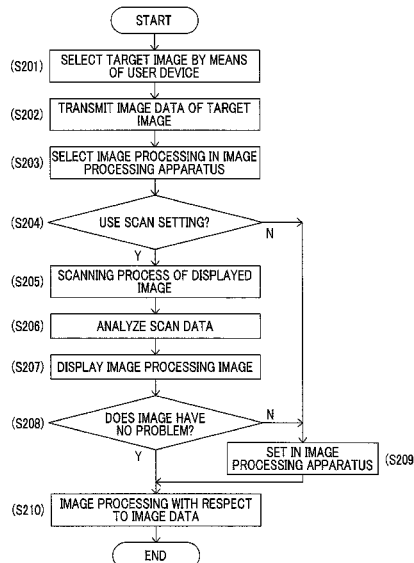 START
(S201)
SELECT TARGET IMAGE BY MEANS
OF USER DEVICE
(S202)
TRANSMIT IMAGE DATA OF TARGET
IMAGE
(S203)
SELECT IMAGE PROCESSING IN IMAGE
PROCESSING APPARATUS
(S204)
USE SCAN SETTING?
N
Y
(S205)
SCANNING PROCESS OF DISPLAYED
IMAGE
(S206)
ANALYZE SCAN DATA
(S207)
DISPLAY IMAGE PROCESSING IMAGE
(S208)
DOES IMAGE HAVE
NO PROBLEM?
N
Y
SET IN IMAGE
PROCESSING APPARATUS
(S209
(S210)
IMAGE PROCESSING WITH RESPECT
TO IMAGE DATA
END